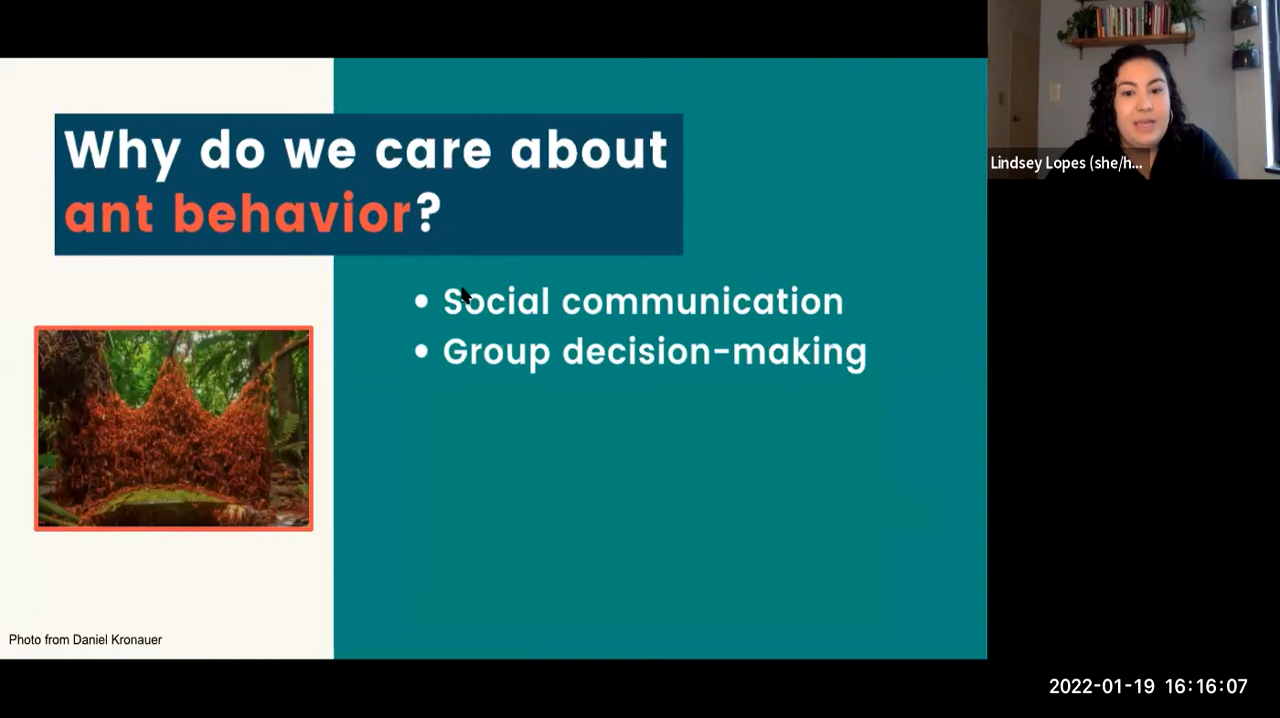 Why do we care about
ant behavior?
• Social communication
• Group decision-making
Photo from Daniel Kronauer
Lindsey Lopes (she/h...
2022-01-19 16:16:07